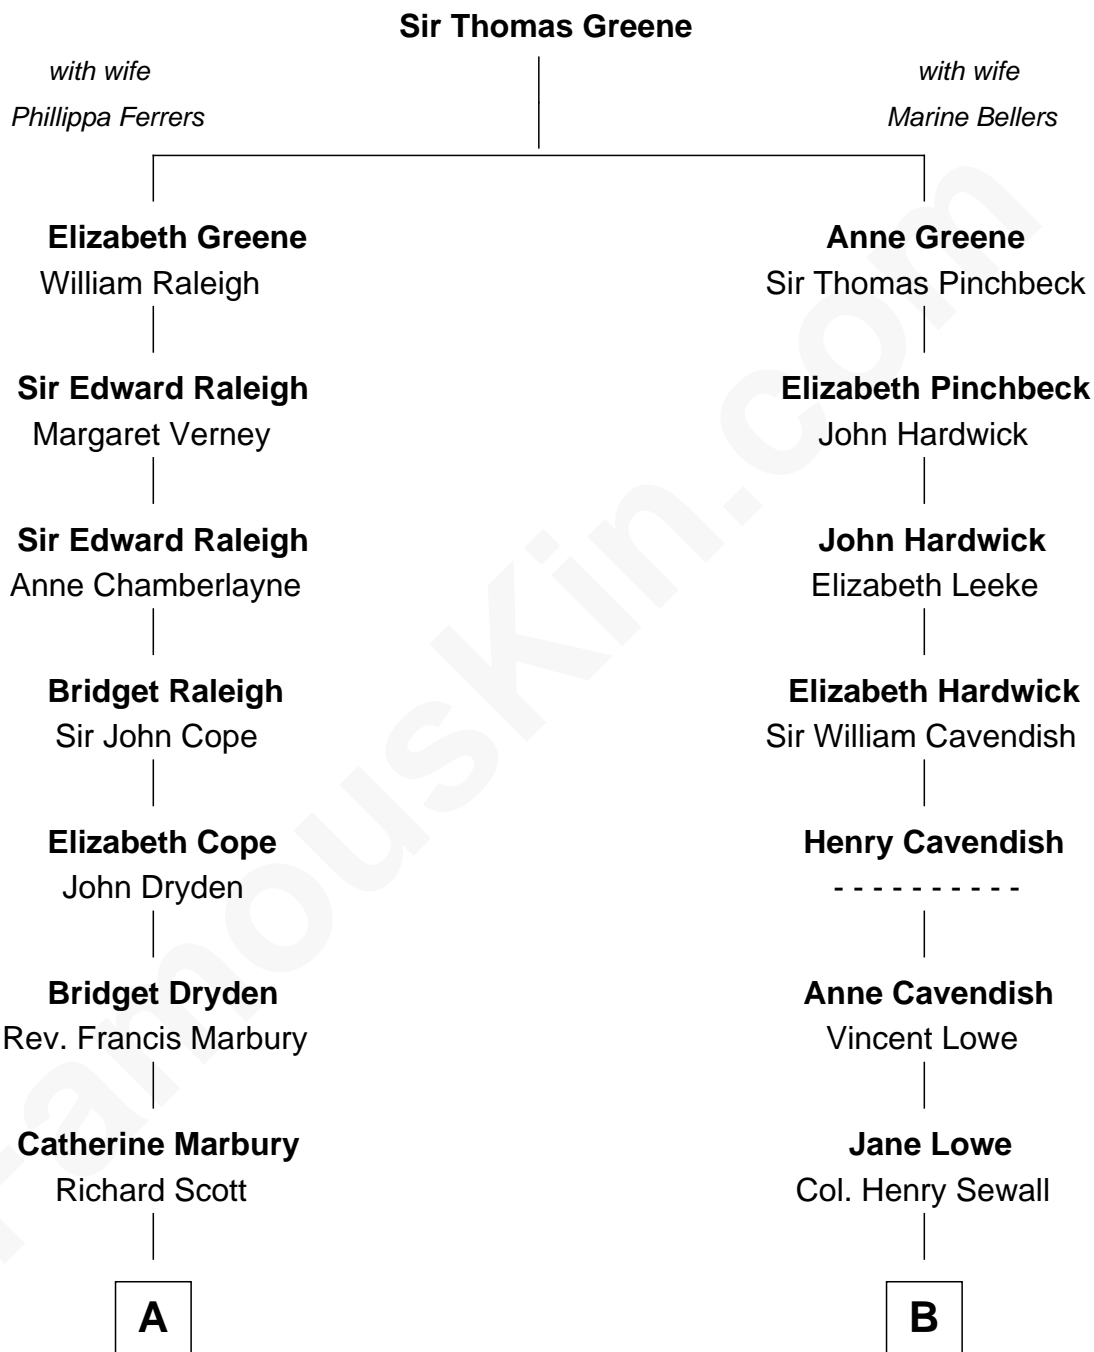 Sir Thomas Greene
with wife
Phillippa Ferrers
with wife
Marine Bellers
Elizabeth Greene
William Raleigh
Anne Greene
Sir Thomas Pinchbeck
Sir Edward Raleigh
Margaret Verney
Elizabeth Pinchbeck
John Hardwick
Sir Edward Raleigh
Anne Chamberlayne
John Hardwick
Elizabeth Leeke
Bridget Raleigh
Sir John Cope
Elizabeth Hardwick
Sir William Cavendish
Elizabeth Cope
John Dryden
Henry Cavendish
- - - - - - - - - -
Bridget Dryden
Rev. Francis Marbury
Anne Cavendish
Vincent Lowe
Catherine Marbury
Richard Scott
Jane Lowe
Col. Henry Sewall
A
B
FamousKin.com